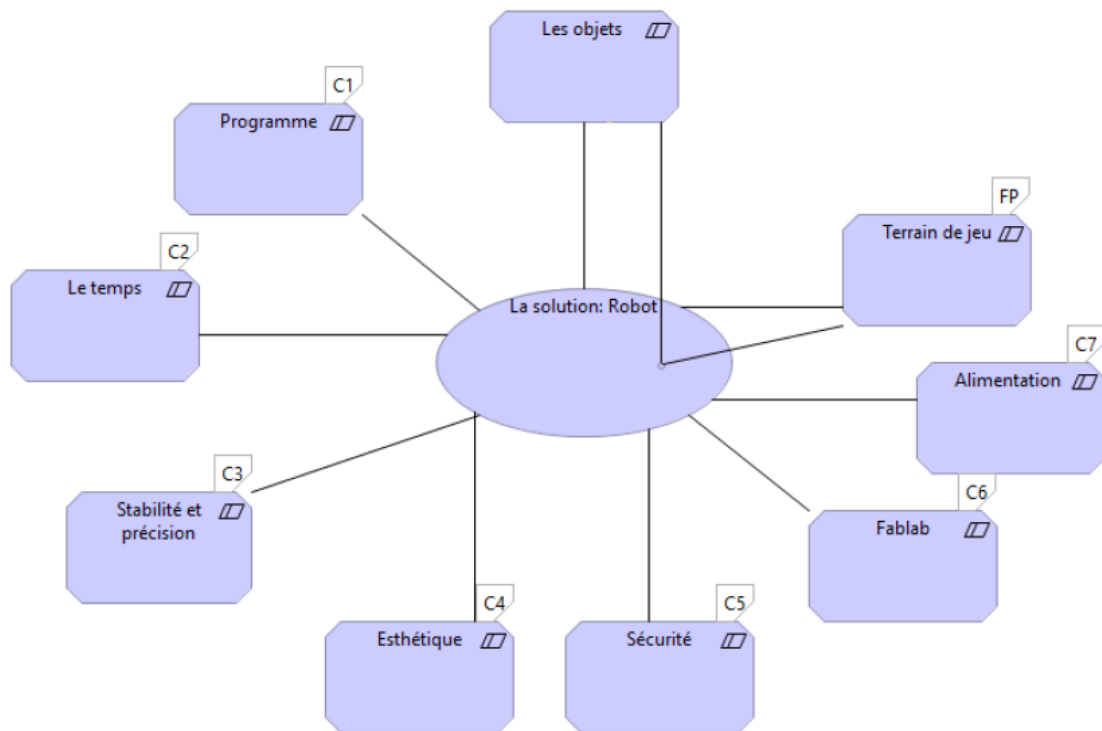 Les objets
C1
Programme
FP
Terrain de jeu
C2
Le temps
La solution: Robot
C7
Alimentation
C3
Stabilité et
précision
C6
Fablab
C4
Esthétique
C5
Sécurité